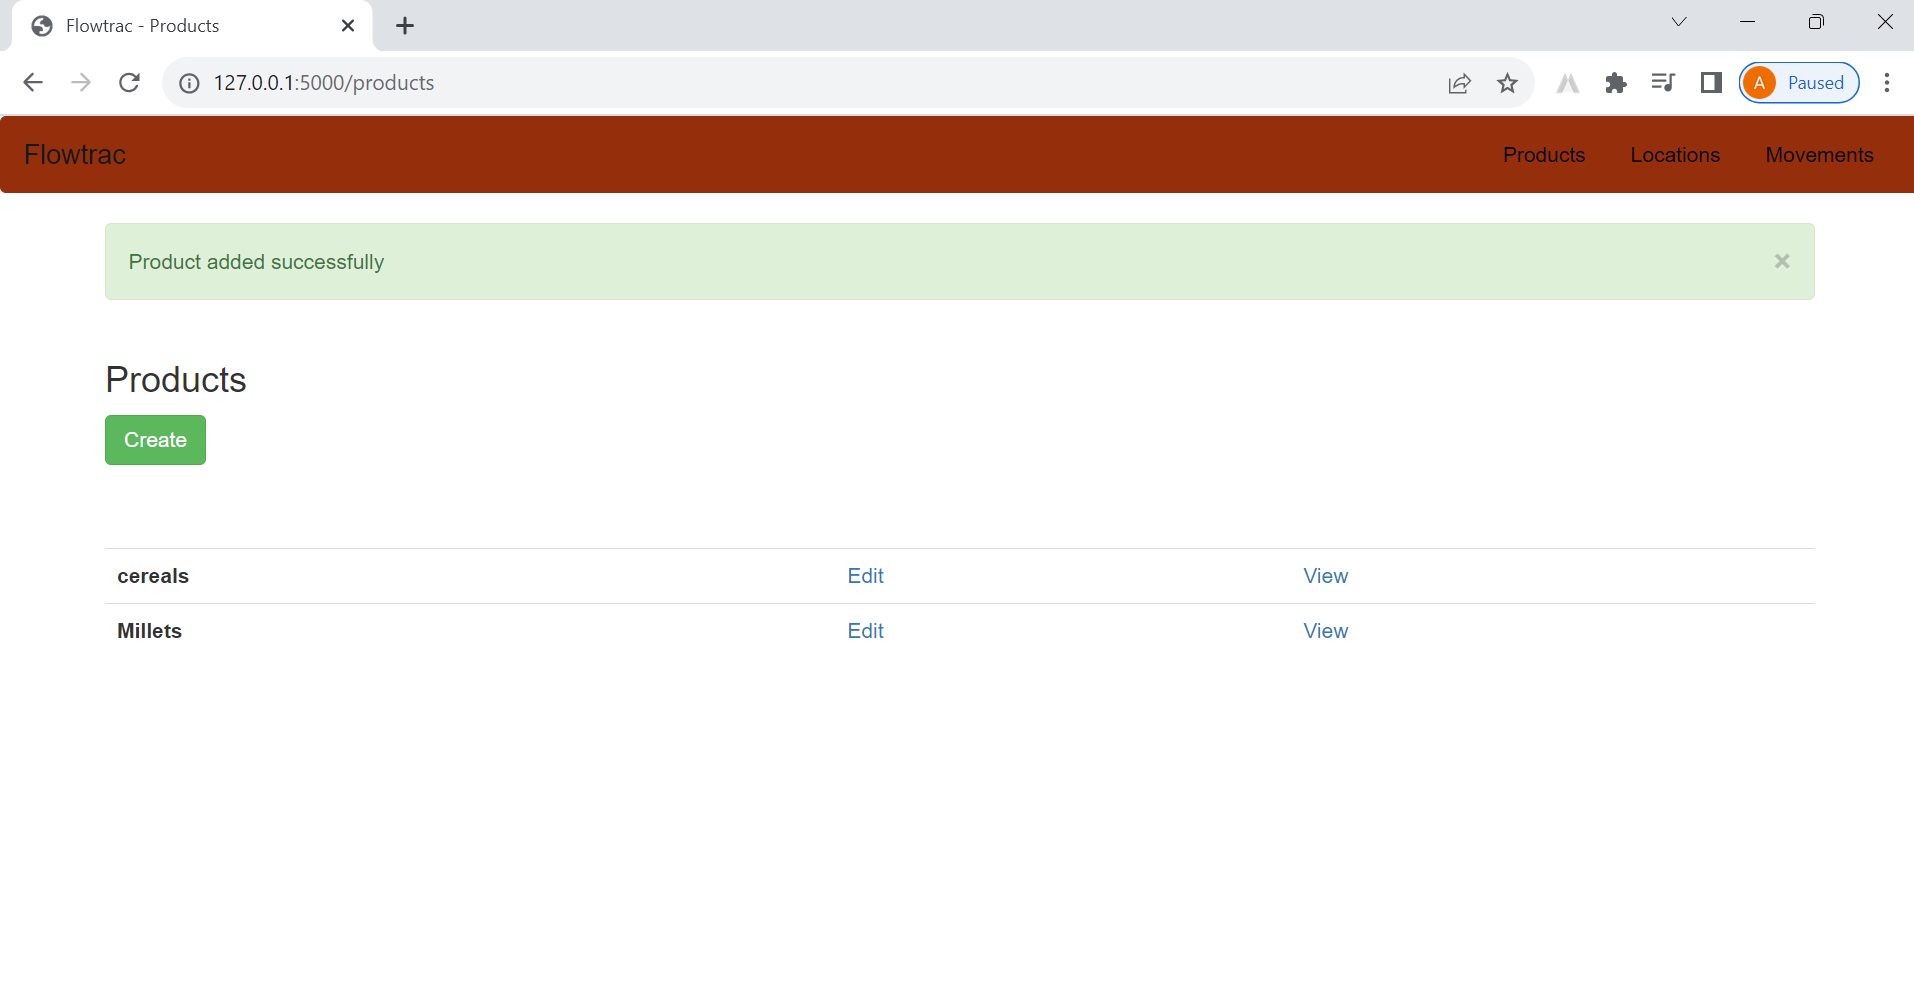 Flowtrac - Products
127.0.0.1:5000/products
A Paused
Flowtrac Products Locations Movements
Product added successfully ×
Products
Create
cereals Edit View
Millets Edit View